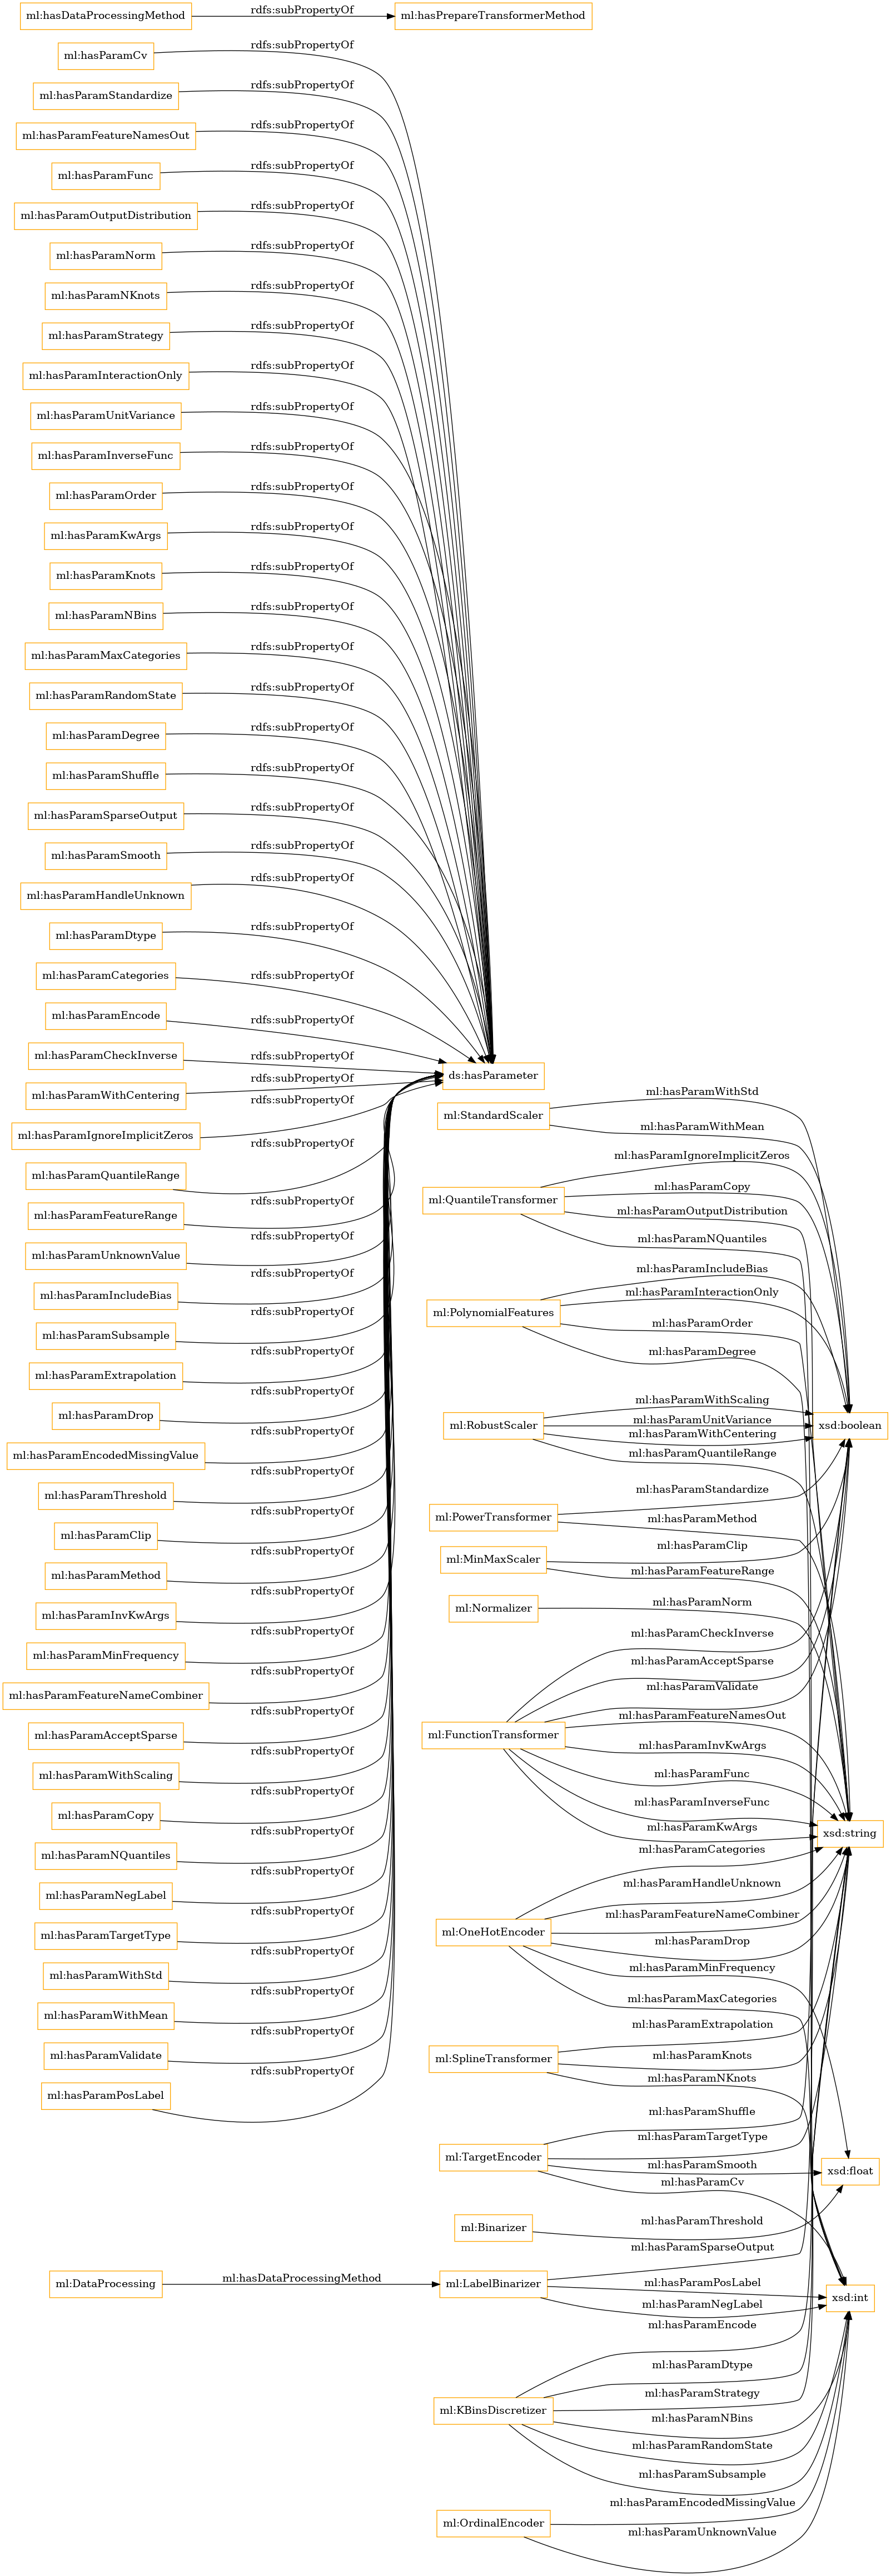 ml:hasDataProcessingMethod
rdfs:subPropertyOf
ml:hasPrepareTransformerMethod
ml:hasParamCv
rdfs:subPropertyOf
ml:hasParamStandardize
rdfs:subPropertyOf
ml:hasParamFeatureNamesOut
rdfs:subPropertyOf
ml:hasParamFunc
rdfs:subPropertyOf
ml:hasParamOutputDistribution
rdfs:subPropertyOf
ml:hasParamNorm
rdfs:subPropertyOf
ml:hasParamNKnots
rdfs:subPropertyOf
ml:hasParamStrategy
rdfs:subPropertyOf
ml:hasParamInteractionOnly
rdfs:subPropertyOf
ml:hasParamUnitVariance
rdfs:subPropertyOf
ml:hasParamInverseFunc
rdfs:subPropertyOf
ml:hasParamOrder
rdfs:subPropertyOf
ml:hasParamKwArgs
rdfs:subPropertyOf
ml:hasParamKnots
rdfs:subPropertyOf
ml:hasParamNBins
rdfs:subPropertyOf
ml:hasParamMaxCategories
rdfs:subPropertyOf
ml:hasParamRandomState
rdfs:subPropertyOf
ml:hasParamDegree
rdfs:subPropertyOf
ml:hasParamShuffle
rdfs:subPropertyOf
ml:hasParamSparseOutput
rdfs:subPropertyOf
ml:hasParamSmooth
rdfs:subPropertyOf
ml:hasParamHandleUnknown
rdfs:subPropertyOf
ml:hasParamDtype
rdfs:subPropertyOf
ml:hasParamCategories
rdfs:subPropertyOf
ml:hasParamEncode
rdfs:subPropertyOf
ml:hasParamCheckInverse
rdfs:subPropertyOf
ml:hasParamWithCentering
rdfs:subPropertyOf
ml:hasParamIgnoreImplicitZeros
rdfs:subPropertyOf
ml:hasParamQuantileRange
rdfs:subPropertyOf
ml:hasParamFeatureRange
rdfs:subPropertyOf
ml:hasParamUnknownValue
rdfs:subPropertyOf
ml:hasParamIncludeBias
rdfs:subPropertyOf
ml:hasParamSubsample
rdfs:subPropertyOf
ml:hasParamExtrapolation
rdfs:subPropertyOf
ml:hasParamDrop
rdfs:subPropertyOf
ml:hasParamEncodedMissingValue
rdfs:subPropertyOf
ml:hasParamThreshold
rdfs:subPropertyOf
ml:hasParamClip
rdfs:subPropertyOf
ml:hasParamMethod
rdfs:subPropertyOf
ml:hasParamInvKwArgs
rdfs:subPropertyOf
ml:hasParamMinFrequency
rdfs:subPropertyOf
ml:hasParamFeatureNameCombiner
rdfs:subPropertyOf
ml:hasParamAcceptSparse
rdfs:subPropertyOf
ml:hasParamWithScaling
rdfs:subPropertyOf
ml:hasParamCopy
rdfs:subPropertyOf
ml:hasParamNQuantiles
rdfs:subPropertyOf
ml:hasParamNegLabel
rdfs:subPropertyOf
ml:hasParamTargetType
rdfs:subPropertyOf
ml:hasParamWithStd
rdfs:subPropertyOf
ml:hasParamWithMean
rdfs:subPropertyOf
ml:hasParamValidate
rdfs:subPropertyOf
ml:hasParamPosLabel
rdfs:subPropertyOf
ds:hasParameter
ml:StandardScaler
ml:hasParamWithStd
ml:hasParamWithMean
ml:QuantileTransformer
ml:hasParamIgnoreImplicitZeros
ml:hasParamCopy
ml:hasParamOutputDistribution
ml:hasParamNQuantiles
ml:PolynomialFeatures
ml:hasParamIncludeBias
ml:hasParamInteractionOnly
ml:hasParamOrder
ml:hasParamDegree
ml:RobustScaler
ml:hasParamWithScaling
ml:hasParamUnitVariance
ml:hasParamWithCentering
ml:hasParamQuantileRange
xsd:boolean
ml:PowerTransformer
ml:hasParamStandardize
ml:hasParamMethod
ml:MinMaxScaler
ml:hasParamClip
ml:hasParamFeatureRange
ml:Normalizer
ml:hasParamNorm
ml:FunctionTransformer
ml:hasParamCheckInverse
ml:hasParamAcceptSparse
ml:hasParamValidate
ml:hasParamFeatureNamesOut
ml:hasParamInvKwArgs
ml:hasParamFunc
ml:hasParamInverseFunc
ml:hasParamKwArgs
xsd:string
ml:OneHotEncoder
ml:hasParamCategories
ml:hasParamHandleUnknown
ml:hasParamFeatureNameCombiner
ml:hasParamDrop
ml:hasParamMinFrequency
ml:hasParamMaxCategories
ml:SplineTransformer
ml:hasParamExtrapolation
ml:hasParamKnots
ml:hasParamNKnots
ml:TargetEncoder
ml:hasParamShuffle
ml:hasParamTargetType
ml:hasParamSmooth
ml:hasParamCv
xsd:float
ml:Binarizer
ml:hasParamThreshold
ml:DataProcessing
ml:hasDataProcessingMethod
ml:LabelBinarizer
ml:hasParamSparseOutput
ml:hasParamPosLabel
ml:hasParamNegLabel
xsd:int
ml:KBinsDiscretizer
ml:hasParamEncode
ml:hasParamDtype
ml:hasParamStrategy
ml:hasParamNBins
ml:hasParamRandomState
ml:hasParamSubsample
ml:OrdinalEncoder
ml:hasParamEncodedMissingValue
ml:hasParamUnknownValue